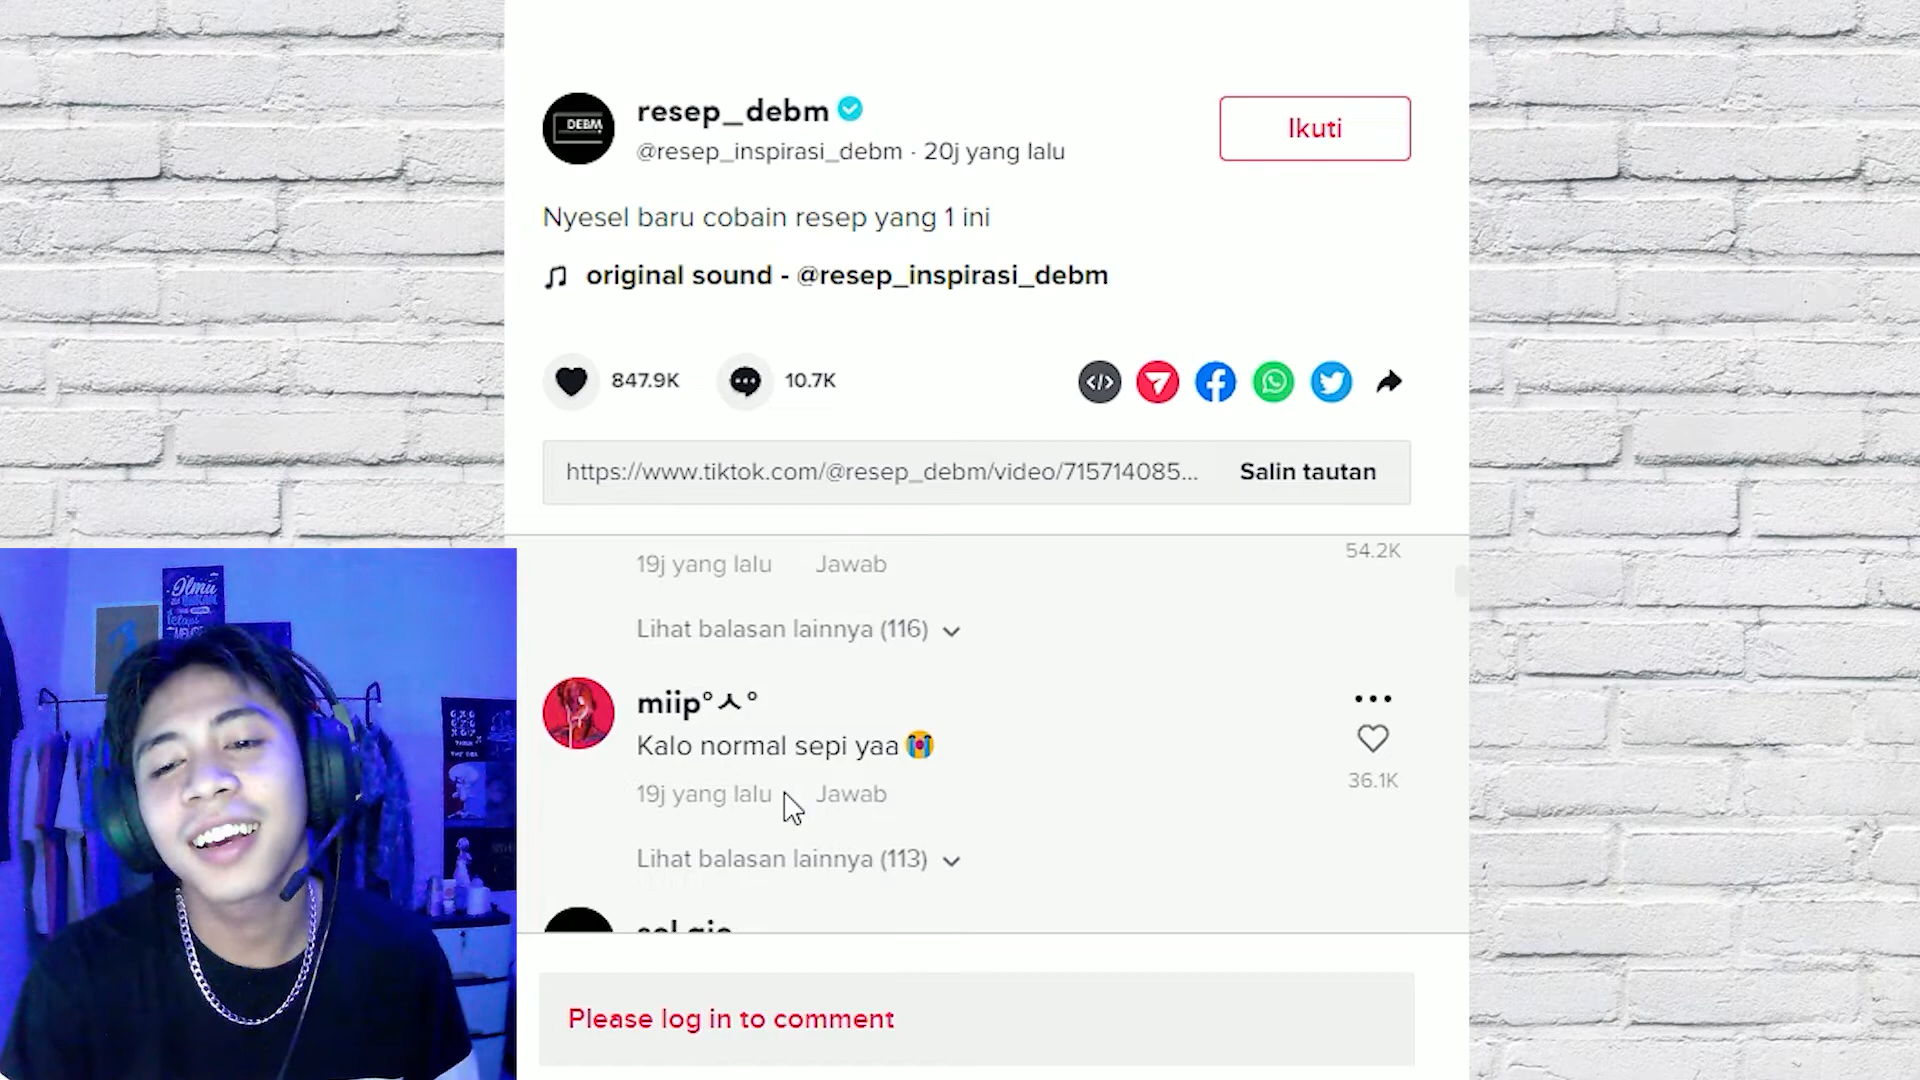 DEBM
resep_debm
@resep_inspirasi_debm · 20j yang lalu
Ikuti
Nyesel baru cobain resep yang 1 ini
original sound - @resep_inspirasi_debm
847.9K
10.7K
https://www.tiktok.com/@resep_debm/video/715714085...
Salin tautan
19j yang lalu
Jawab
54.2K
Lihat balasan lainnya (116)
miip°ㅅ°
Kalo normal sepi yaa 😭
19j yang lalu
Jawab
36.1K
Lihat balasan lainnya (113)
Please log in to comment
Ilmu
Tetapi